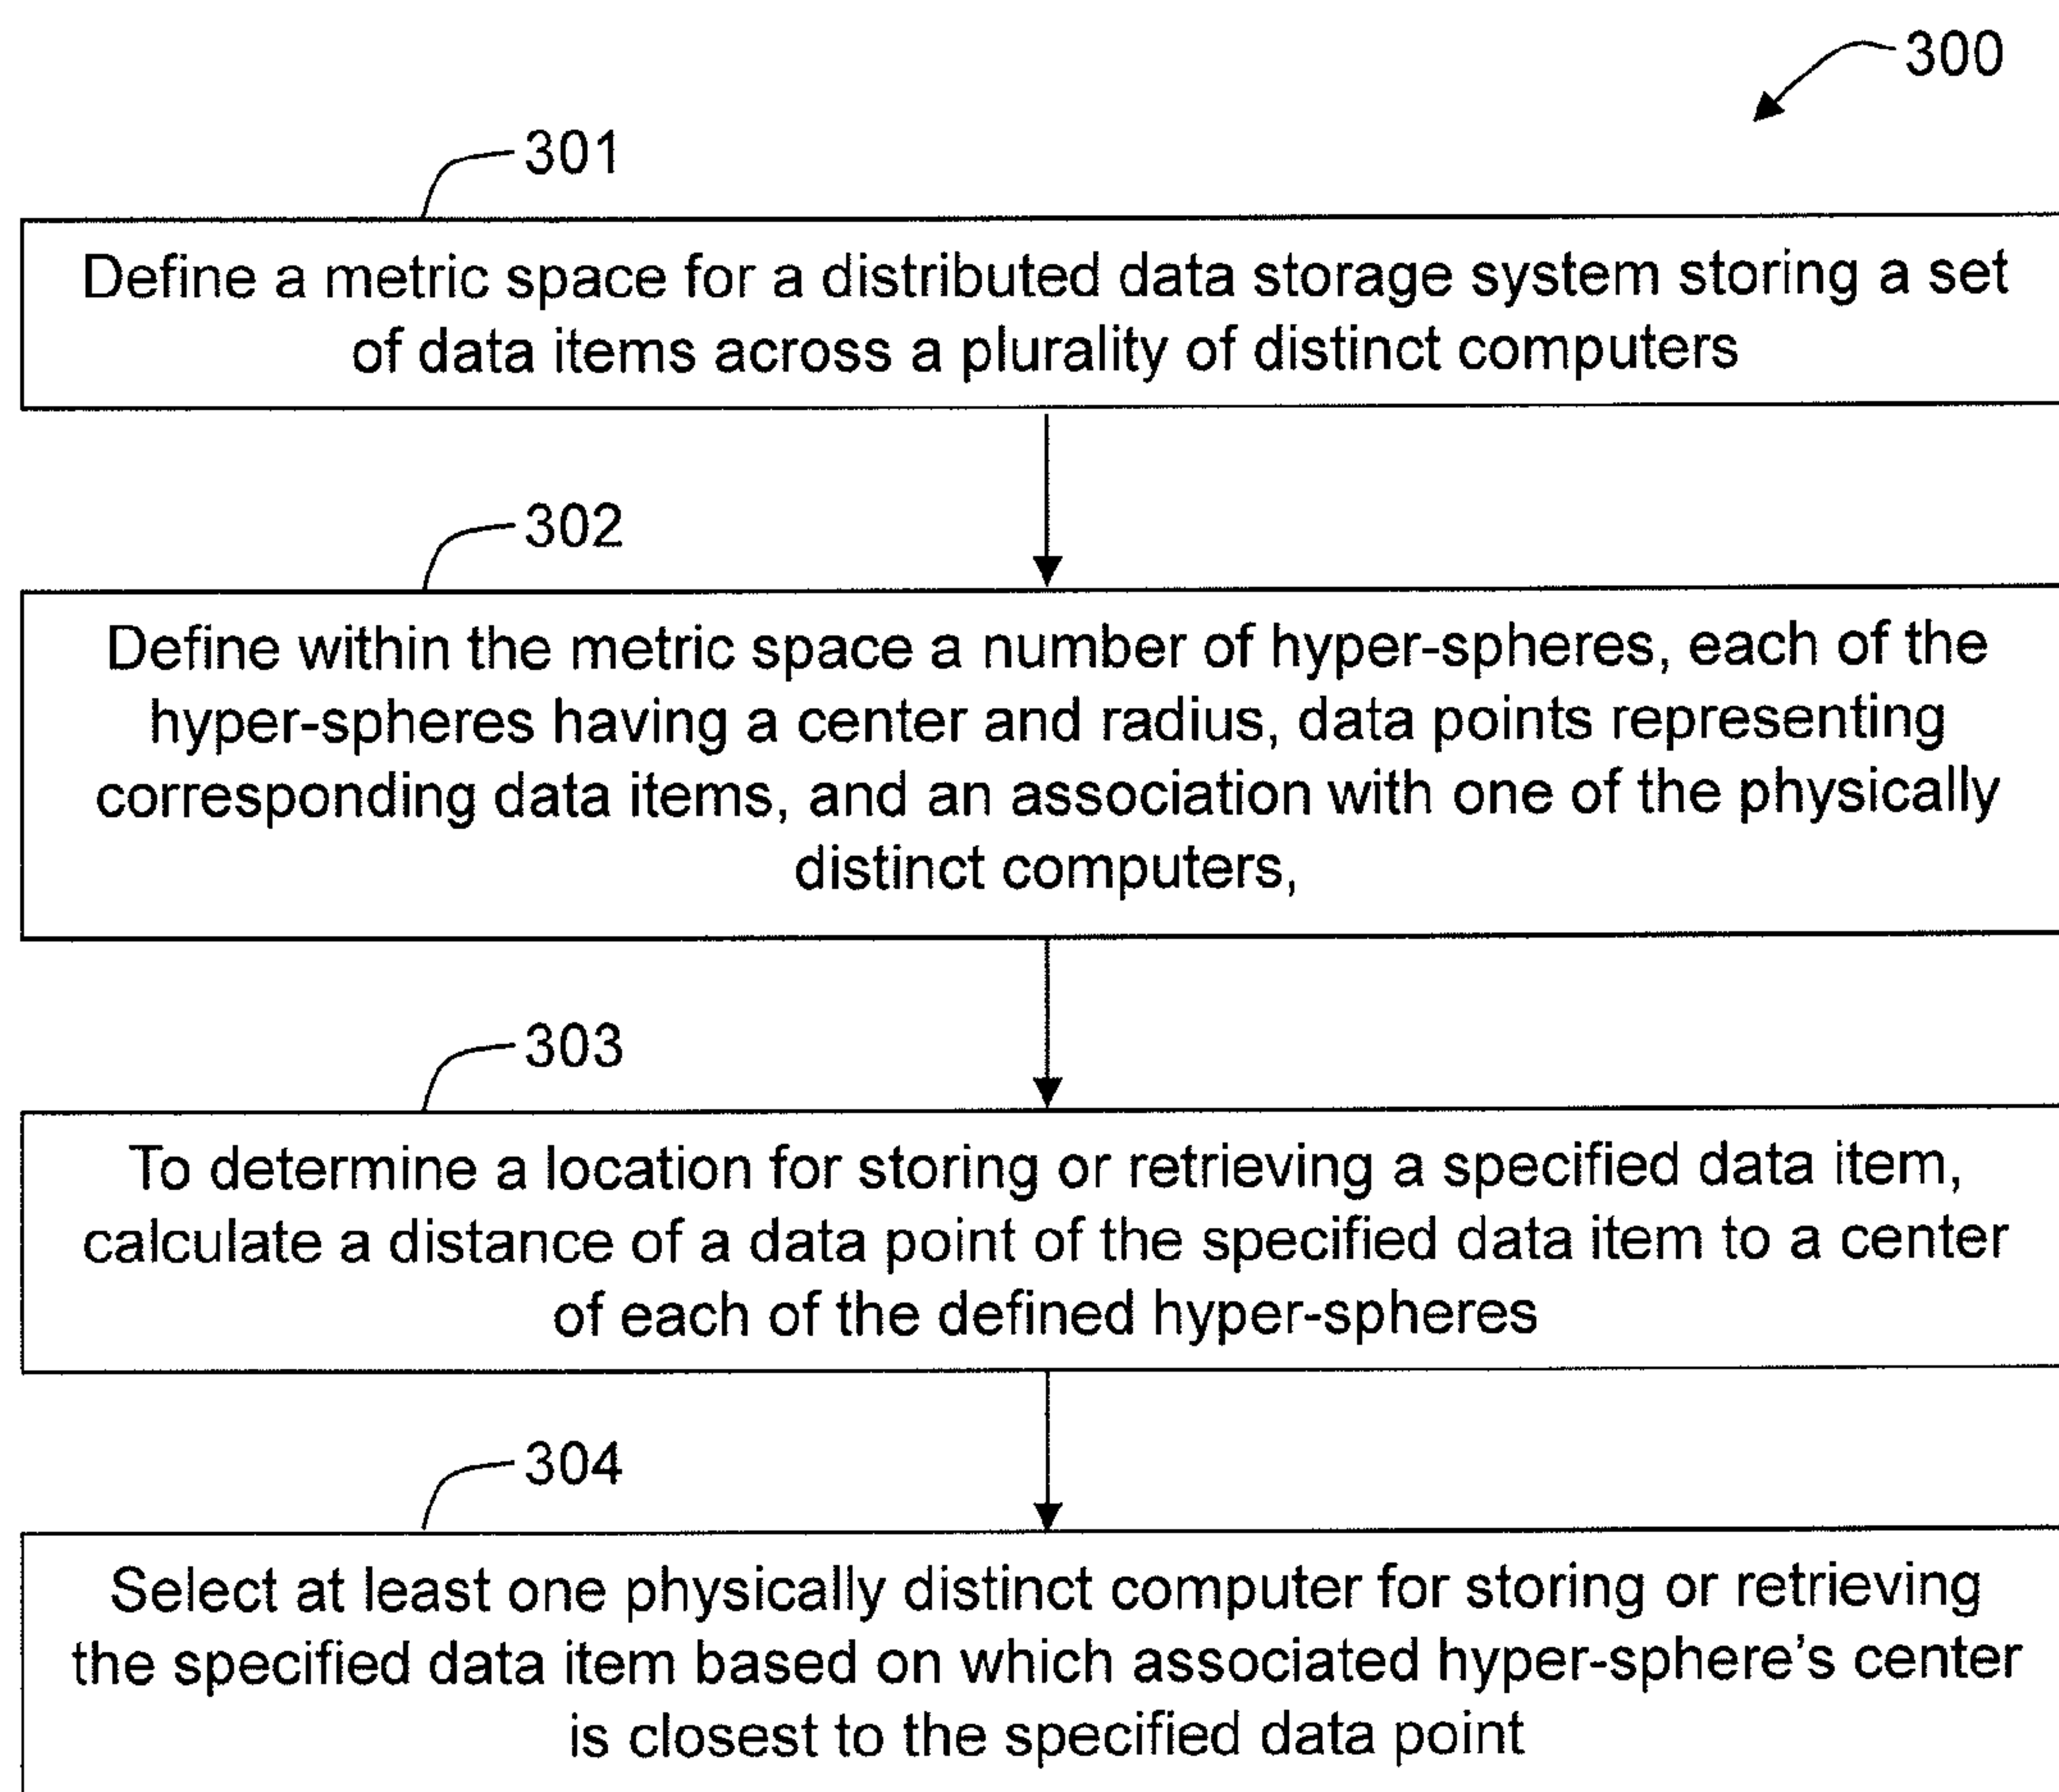 300
301
Define a metric space for a distributed data storage system storing a set
of data items across a plurality of distinct computers
302
Define within the metric space a number of hyper-spheres, each of the
hyper-spheres having a center and radius, data points representing
corresponding data items, and an association with one of the physically
distinct computers,
303
To determine a location for storing or retrieving a specified data item,
calculate a distance of a data point of the specified data item to a center
of each of the defined hyper-spheres
304
Select at least one physically distinct computer for storing or retrieving
the specified data item based on which associated hyper-sphere’s center
is closest to the specified data point